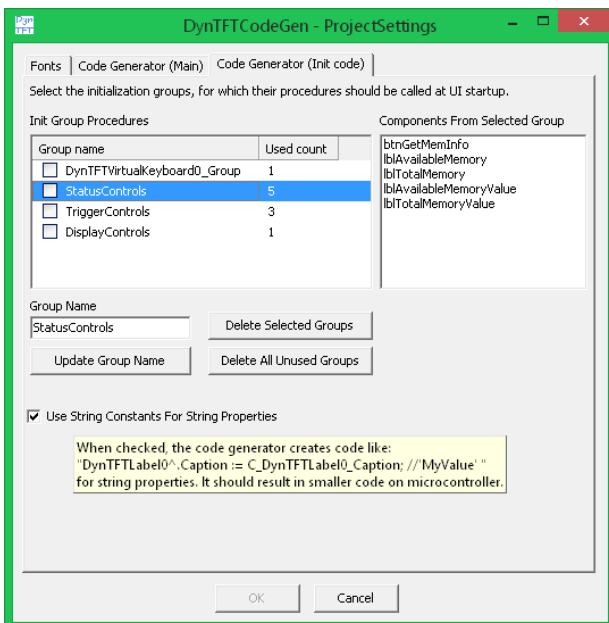 Dyn
TFT
DynTFTCodeGen - ProjectSettings
Fonts
Code Generator (Main)
Code Generator (Init code)
Select the initialization groups, for which their procedures should be called at UI startup.
Init Group Procedures
Components From Selected Group
Group name Used count
DynTFTVirtualKeyboard0_Group 1
StatusControls 5
TriggerControls 3
DisplayControls 1
btnGetMemInfo
lblAvailableMemory
lblTotalMemory
lblAvailableMemoryValue
lblTotalMemoryValue
Group Name
StatusControls
Delete Selected Groups
Update Group Name
Delete All Unused Groups
Use String Constants For String Properties
When checked, the code generator creates code like:
"DynTFTLabel0^.Caption := C_DynTFTLabel0_Caption; //'MyValue' "
for string properties. It should result in smaller code on microcontroller.
OK
Cancel